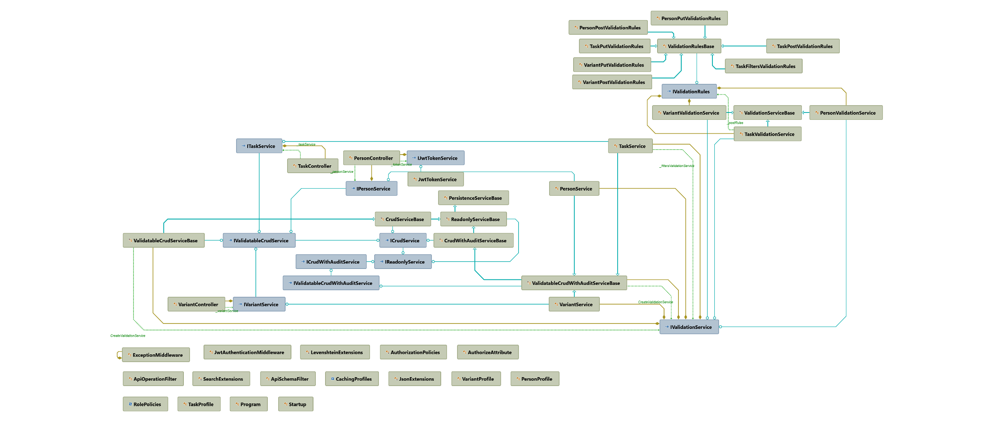 PersonPutValidationRules
PersonPostValidationRules
TaskPutValidationRules
ValidationRulesBase
TaskPostValidationRules
VariantPutValidationRules
TaskFiltersValidationRules
VariantPostValidationRules
IValidationRules
VariantValidationService
ValidationServiceBase
PersonValidationService
_postRules
TaskValidationService
ITaskService
_taskService
TaskService
PersonController
IJwtTokenService
_tokenService
TaskController
_filtersValidationService
_personService
JwtTokenService
IPersonService
PersonService
PersistenceServiceBase
CrudServiceBase
ReadonlyServiceBase
ValidatableCrudServiceBase
IValidatableCrudService
ICrudService
CrudWithAuditServiceBase
ICrudWithAuditService
IReadonlyService
IValidatableCrudWithAuditService
ValidatableCrudWithAuditServiceBase
CreateValidationService
VariantController
IVariantService
VariantService
_variantService
IValidationService
CreateValidationService
ExceptionMiddleware
JwtAuthenticationMiddleware
LevenshteinExtensions
AuthorizationPolicies
AuthorizeAttribute
ApiOperationFilter
SearchExtensions
ApiSchemaFilter
CachingProfiles
JsonExtensions
VariantProfile
PersonProfile
RolePolicies
TaskProfile
Program
Startup